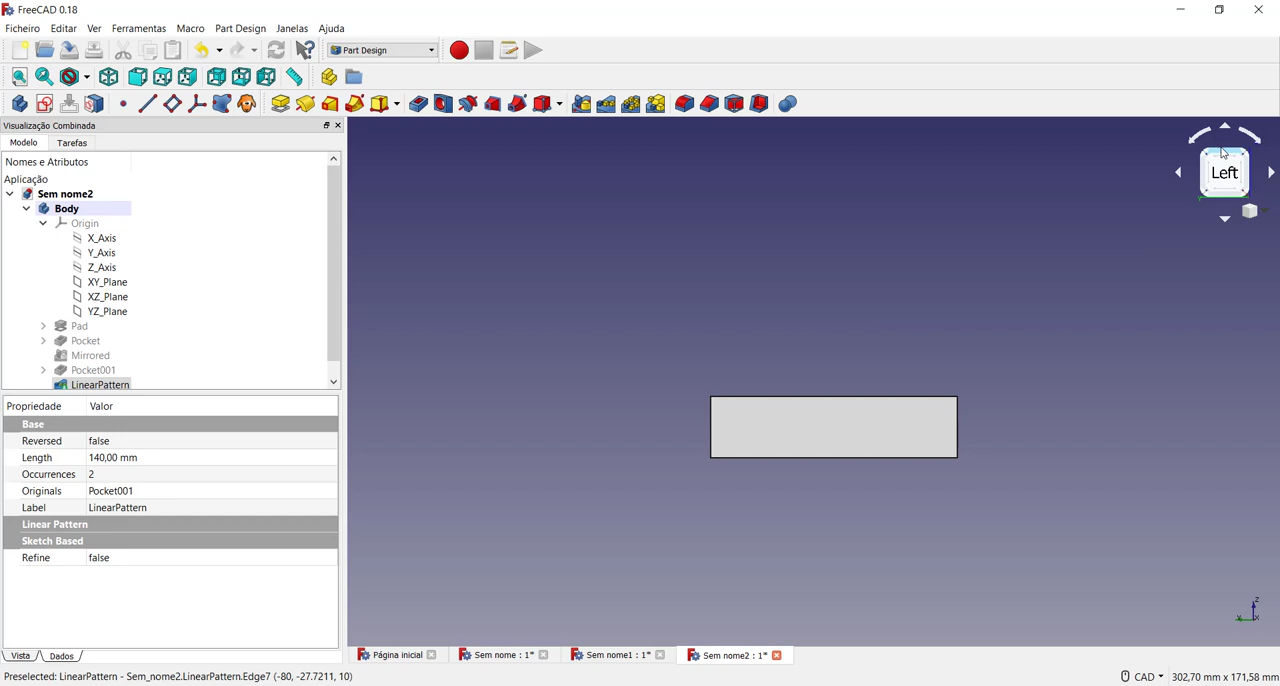 FreeCAD 0.18
Ficheiro Editar Ver Ferramentas Macro Part Design Janelas Ajuda
Part Design
Visualização Combinada
Modelo Tarefas
Nomes e Atributos
Aplicação
Sem nome2
Body
Origin
X_Axis
Y_Axis
Z_Axis
XY_Plane
XZ_Plane
YZ_Plane
Pad
Pocket
Mirrored
Pocket001
LinearPattern
Propriedade Valor
Base
Reversed false
Length 140,00 mm
Occurrences 2
Originals Pocket001
Label LinearPattern
Linear Pattern
Sketch Based
Refine false
Vista Dados
Left
Página inicial Sem nome : 1* Sem nome1 : 1* Sem nome2 : 1*
Preselected: LinearPattern - Sem_nome2.LinearPattern.Edge7 (-80, -27.7211, 10) CAD 302,70 mm x 171,58 mm